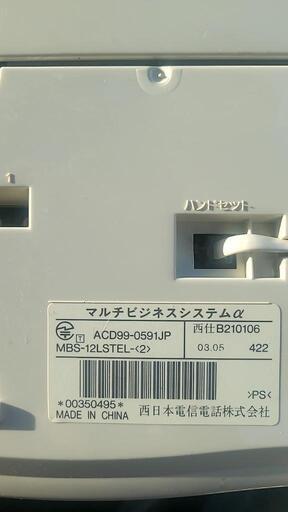 ハンドセット
マルチビジネスシステムα
T ACD99-0591JP 西仕B210106
MBS-12LSTEL-<2> 03.05 422
>PS<
*00350495*
MADE IN CHINA 西日本電信電話株式会社